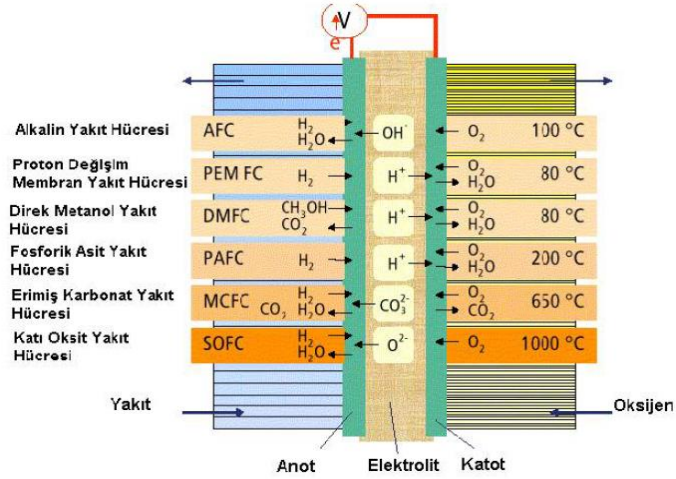 V
e
Alkalin Yakıt Hücresi AFC H₂ H₂O OH⁻ O₂ 100 °C
Proton Değişim
Membran Yakıt Hücresi PEM FC H₂ H⁺ O₂ H₂O 80 °C
Direk Metanol Yakıt
Hücresi DMFC CH₃OH CO₂ H⁺ O₂ H₂O 80 °C
Fosforik Asit Yakıt
Hücresi PAFC H₂ H⁺ O₂ H₂O 200 °C
Erimiş Karbonat Yakıt
Hücresi MCFC CO₂ H₂ H₂O CO₃²⁻ O₂ CO₂ 650 °C
Katı Oksit Yakıt
Hücresi SOFC H₂ H₂O O²⁻ O₂ 1000 °C
Yakıt Oksijen
Anot Elektrolit Katot